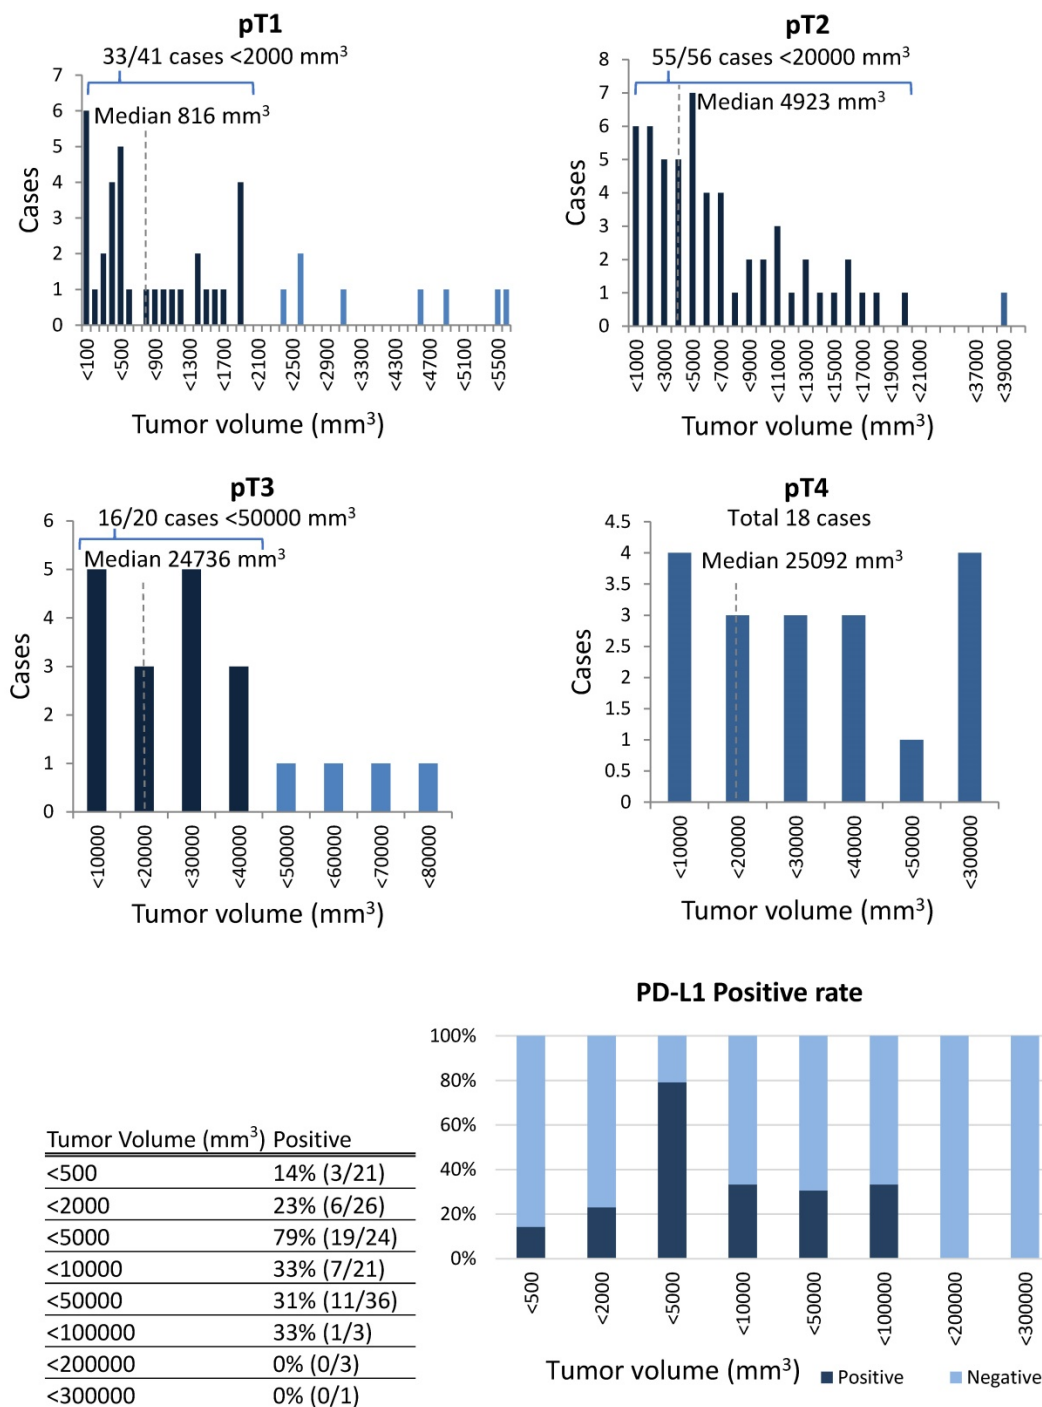 pT1
33/41 cases <2000 mm³
Median 816 mm³
7
6
5
4
3
2
1
0
Cases
<100
<500
<900
<1300
<1700
<2100
<2500
<2900
<3300
<4300
<4700
<5100
<5500
Tumor volume (mm³)
pT2
55/56 cases <20000 mm³
Median 4923 mm³
8
7
6
5
4
3
2
1
0
Cases
<1000
<3000
<5000
<7000
<9000
<11000
<13000
<15000
<17000
<19000
<21000
<37000
<39000
Tumor volume (mm³)
pT3
16/20 cases <50000 mm³
Median 24736 mm³
6
5
4
3
2
1
0
Cases
<10000
<20000
<30000
<40000
<50000
<60000
<70000
<80000
Tumor volume (mm³)
pT4
Total 18 cases
Median 25092 mm³
4.5
4
3.5
3
2.5
2
1.5
1
0.5
0
Cases
<10000
<20000
<30000
<40000
<50000
<300000
Tumor volume (mm³)
Tumor Volume (mm³) Positive
<500 14% (3/21)
<2000 23% (6/26)
<5000 79% (19/24)
<10000 33% (7/21)
<50000 31% (11/36)
<100000 33% (1/3)
<200000 0% (0/3)
<300000 0% (0/1)
PD-L1 Positive rate
100%
80%
60%
40%
20%
0%
<500
<2000
<5000
<10000
<50000
<100000
<200000
<300000
Tumor volume (mm³)
Positive
Negative